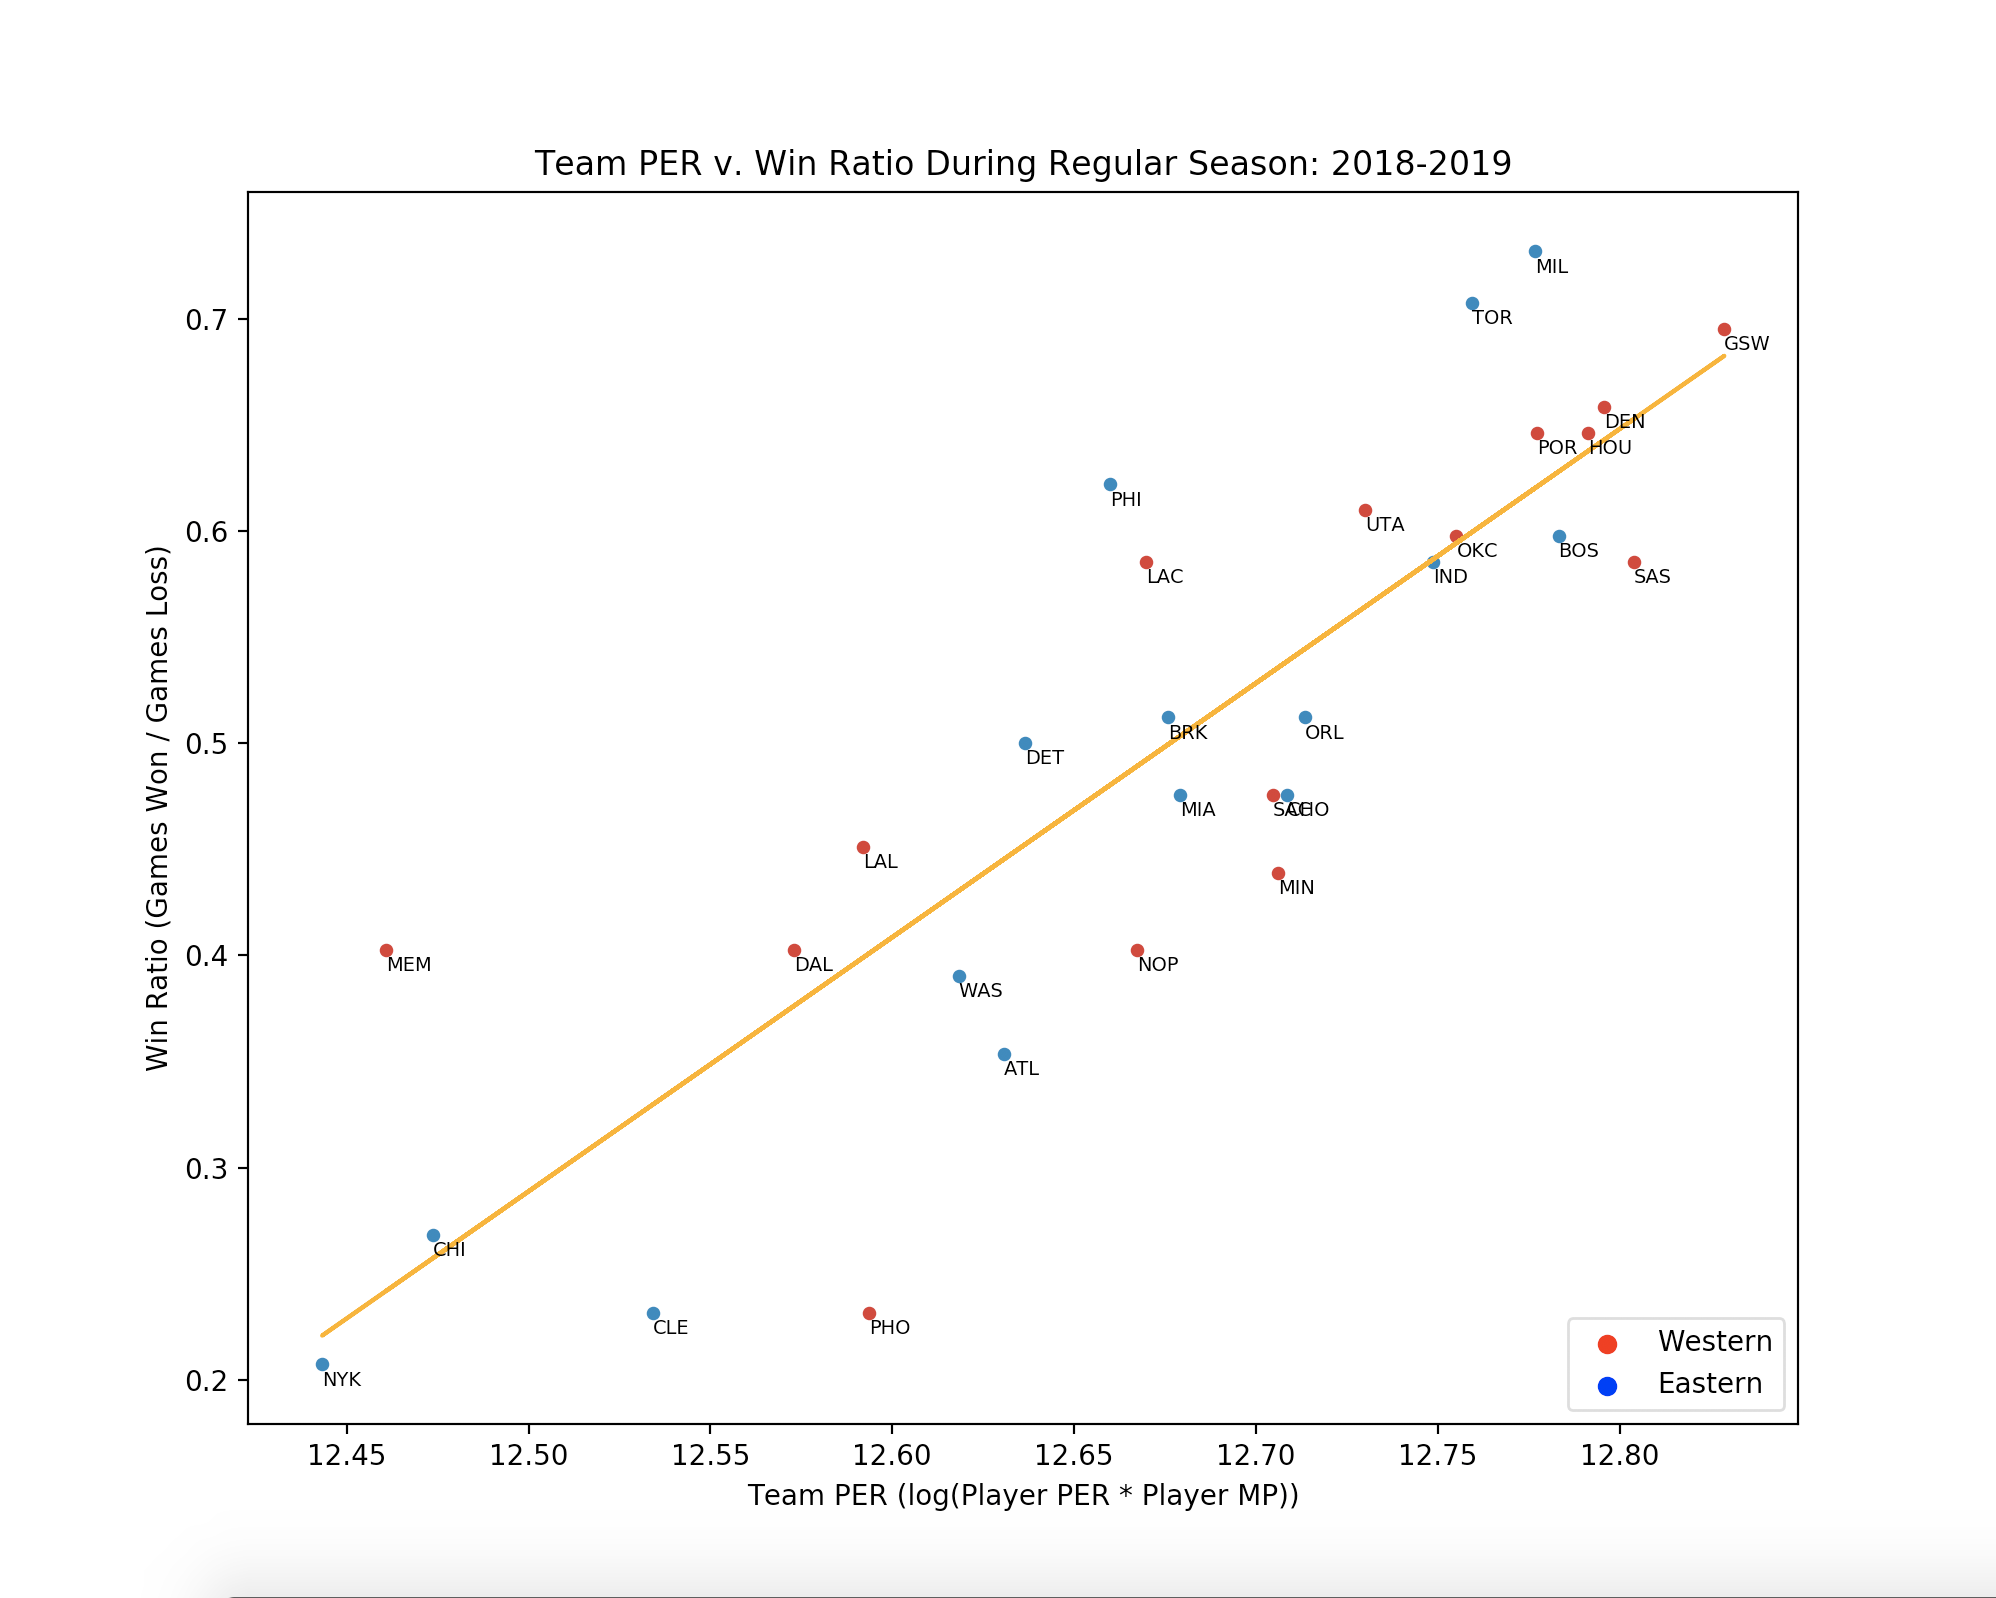 Team PER v. Win Ratio During Regular Season: 2018-2019
Win Ratio (Games Won / Games Loss)
0.7
0.6
0.5
0.4
0.3
0.2
MIL
TOR
GSW
DEN
POR
HOU
PHI
UTA
OKC
BOS
LAC
IND
SAS
BRK
ORL
DET
MIA
SAC
CHO
LAL
MIN
MEM
DAL
NOP
WAS
ATL
CHI
CLE
PHO
NYK
Western
Eastern
12.45 12.50 12.55 12.60 12.65 12.70 12.75 12.80
Team PER (log(Player PER * Player MP))